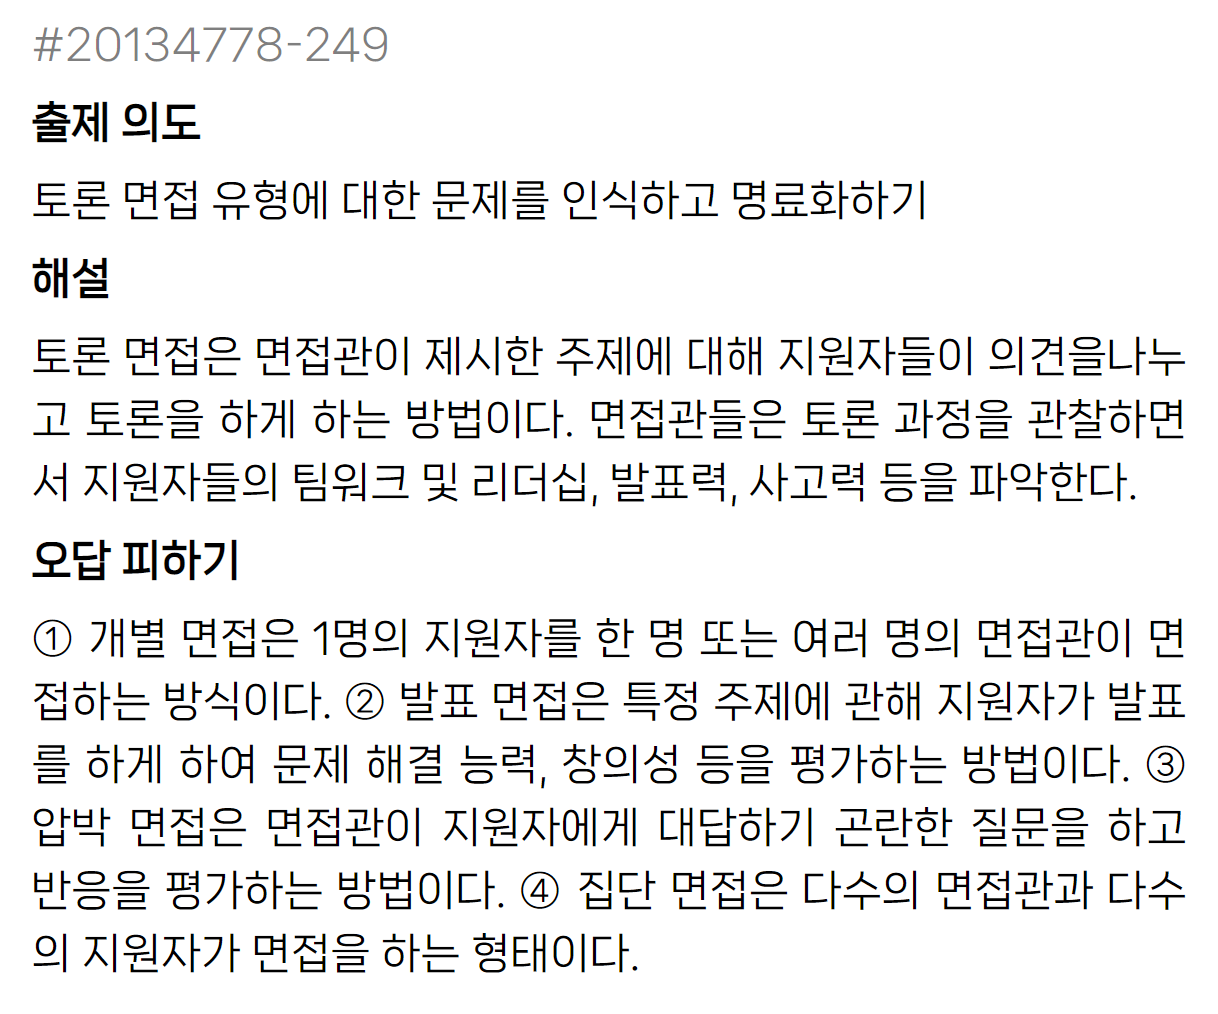 #20134778-249
출제 의도
토론 면접 유형에 대한 문제를 인식하고 명료화하기
해설
토론 면접은 면접관이 제시한 주제에 대해 지원자들이 의견을나누
고 토론을 하게 하는 방법이다. 면접관들은 토론 과정을 관찰하면
서 지원자들의 팀워크 및 리더십, 발표력, 사고력 등을 파악한다.
오답 피하기
① 개별 면접은 1명의 지원자를 한 명 또는 여러 명의 면접관이 면
접하는 방식이다. ② 발표 면접은 특정 주제에 관해 지원자가 발표
를 하게 하여 문제 해결 능력, 창의성 등을 평가하는 방법이다. ③
압박 면접은 면접관이 지원자에게 대답하기 곤란한 질문을 하고
반응을 평가하는 방법이다. ④ 집단 면접은 다수의 면접관과 다수
의 지원자가 면접을 하는 형태이다.